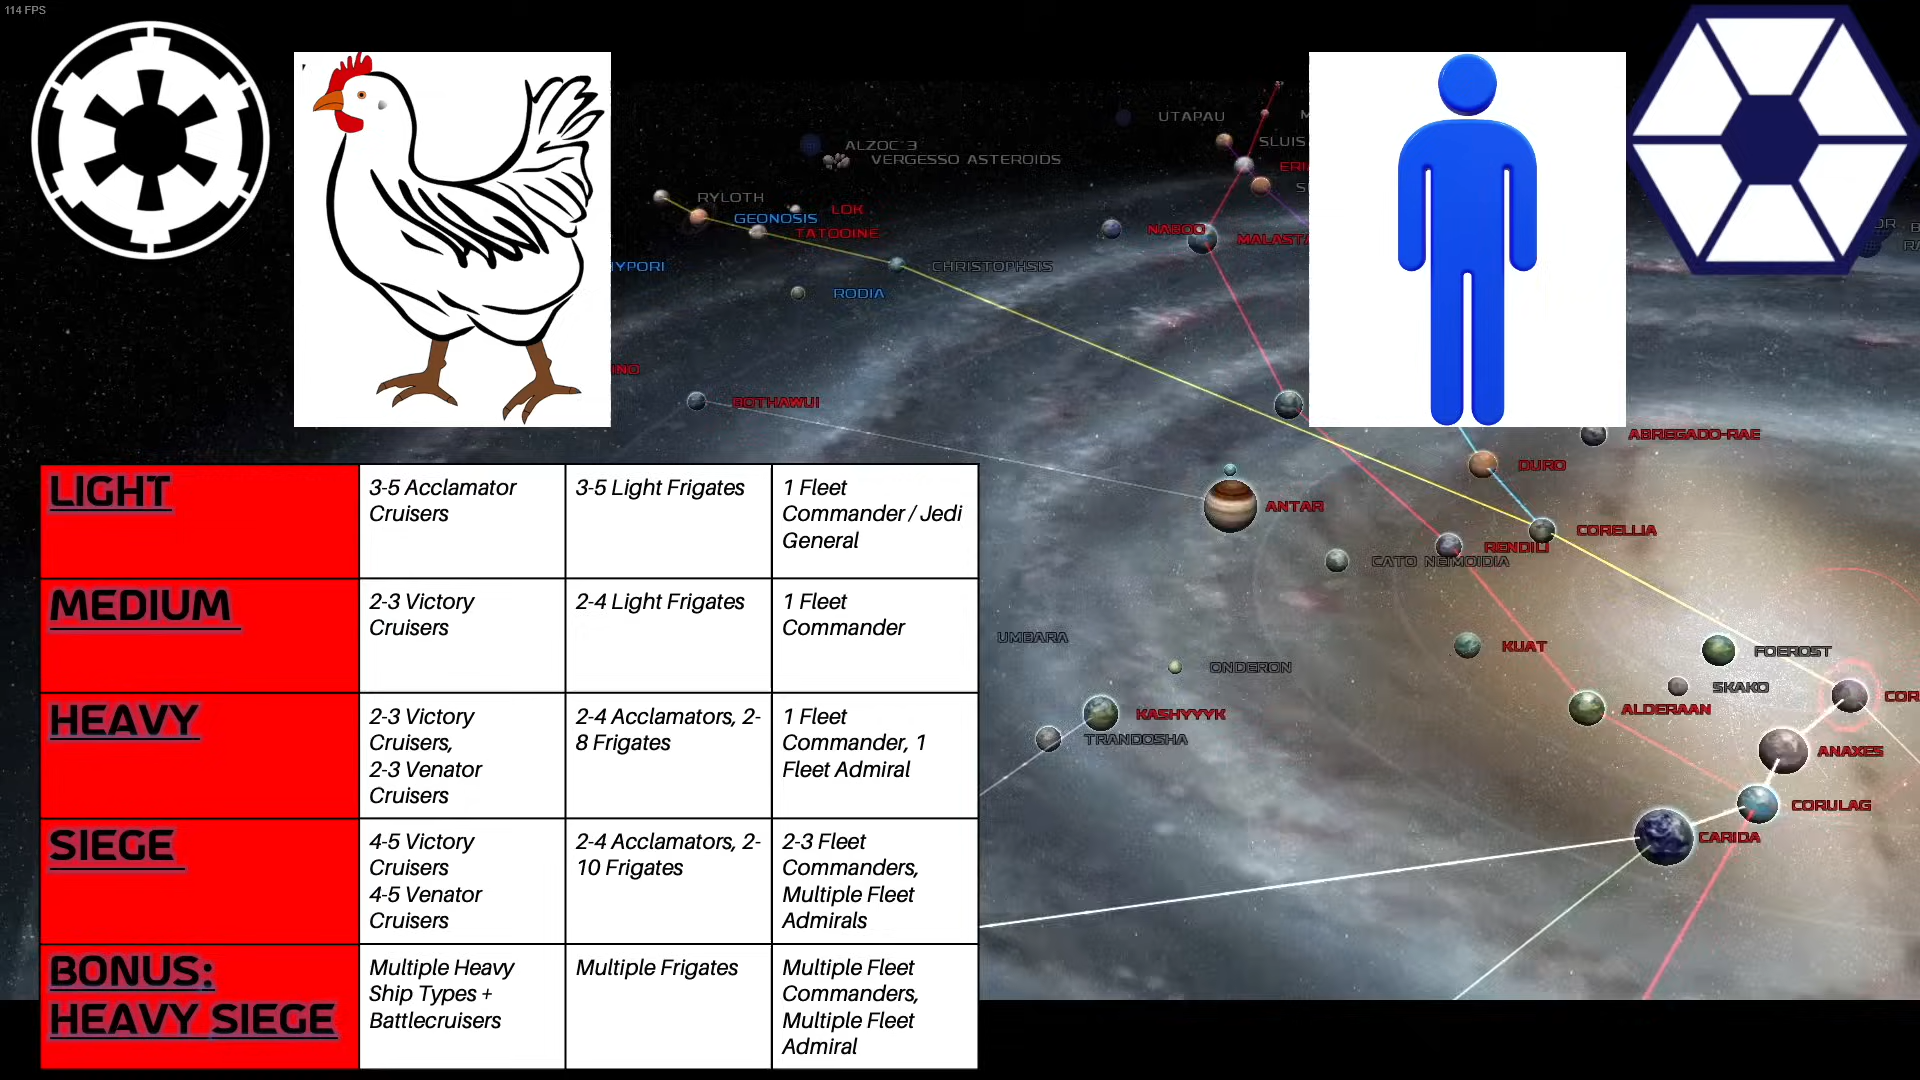 114 FPS
UTAPAU
ALZOC 3
VERGESSO ASTEROIDS
SLUIS
RYLOTH
LOK
GEONOSIS
TATOOINE
NABOO
MALASTA
HYPORI
CHRISTOPHSIS
RODIA
BOTHAWUI
ABREGADO-RAE
DURO
ANTAR
CORELLIA
RENDILI
CATO NEIMOIDIA
UMBARA
ONDERON
KUAT
FOEROST
SKAKO
COR
KASHYYYK
TRANDOSHA
ALDERAAN
ANAXES
CORULAG
CARIDA
LIGHT
3-5 Acclamator
Cruisers
3-5 Light Frigates
1 Fleet
Commander / Jedi
General
MEDIUM
2-3 Victory
Cruisers
2-4 Light Frigates
1 Fleet
Commander
HEAVY
2-3 Victory
Cruisers,
2-3 Venator
Cruisers
2-4 Acclamators, 2-
8 Frigates
1 Fleet
Commander, 1
Fleet Admiral
SIEGE
4-5 Victory
Cruisers
4-5 Venator
Cruisers
2-4 Acclamators, 2-
10 Frigates
2-3 Fleet
Commanders,
Multiple Fleet
Admirals
BONUS:
HEAVY SIEGE
Multiple Heavy
Ship Types +
Battlecruisers
Multiple Frigates
Multiple Fleet
Commanders,
Multiple Fleet
Admiral